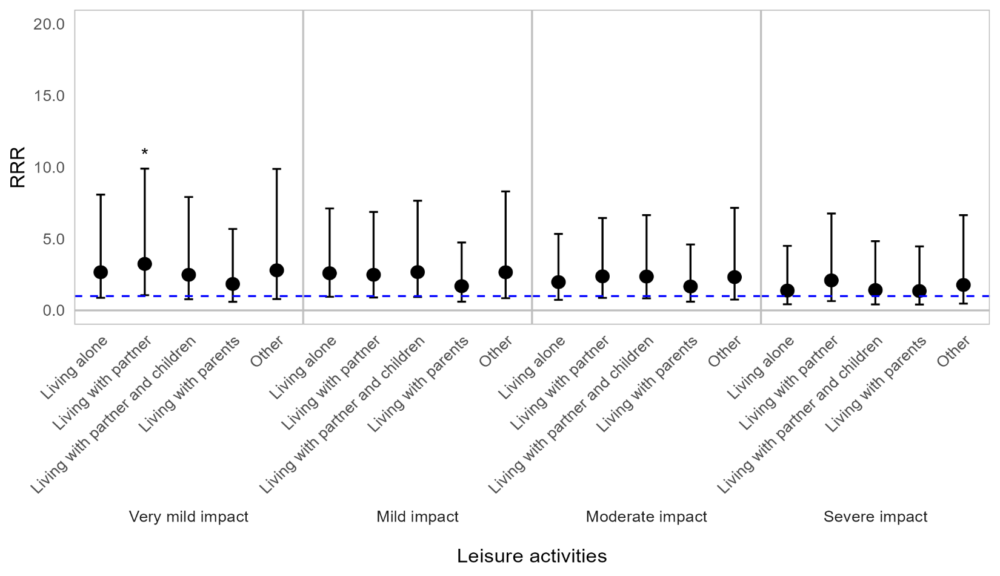 20.0
15.0
10.0
5.0
0.0
RRR
*
Living alone
Living with partner
Living with partner and children
Living with parents
Other
Living alone
Living with partner
Living with partner and children
Living with parents
Other
Living alone
Living with partner
Living with partner and children
Living with parents
Other
Living alone
Living with partner
Living with partner and children
Living with parents
Other
Very mild impact
Mild impact
Moderate impact
Severe impact
Leisure activities